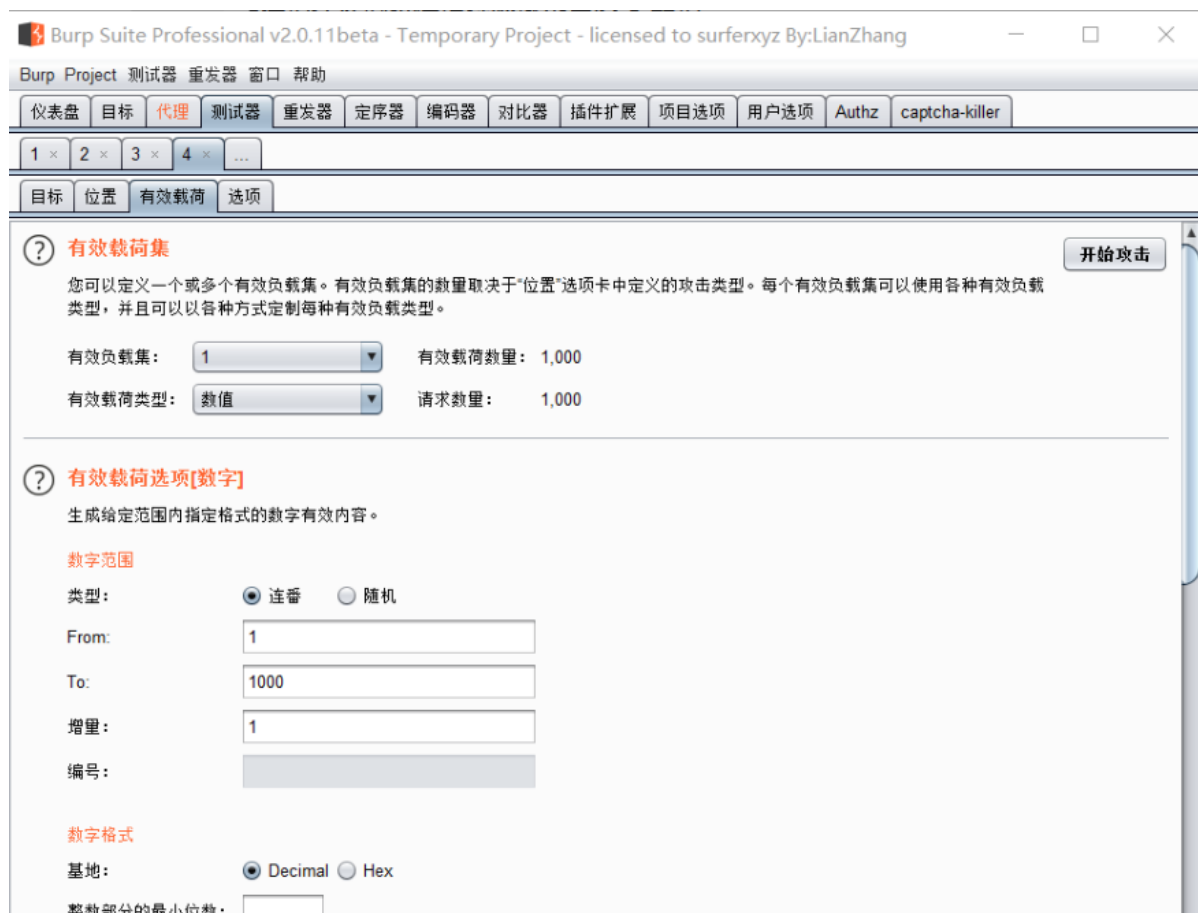 Burp Suite Professional v2.0.11beta - Temporary Project - licensed to surferxyz By:LianZhang
Burp Project 测试器 重发器 窗口 帮助
仪表盘 目标 代理 测试器 重发器 定序器 编码器 对比器 插件扩展 项目选项 用户选项 Authz captcha-killer
1 × 2 × 3 × 4 × ...
目标 位置 有效载荷 选项
? 有效载荷集 开始攻击
您可以定义一个或多个有效负载集。有效负载集的数量取决于“位置”选项卡中定义的攻击类型。每个有效负载集可以使用各种有效负载
类型，并且可以以各种方式定制每种有效负载类型。
有效负载集： 1 有效载荷数量： 1,000
有效载荷类型： 数值 请求数量： 1,000
? 有效载荷选项[数字]
生成给定范围内指定格式的数字有效内容。
数字范围
类型： 连番 随机
From: 1
To: 1000
增量： 1
编号：
数字格式
基地： Decimal Hex
整数部分的最小位数：